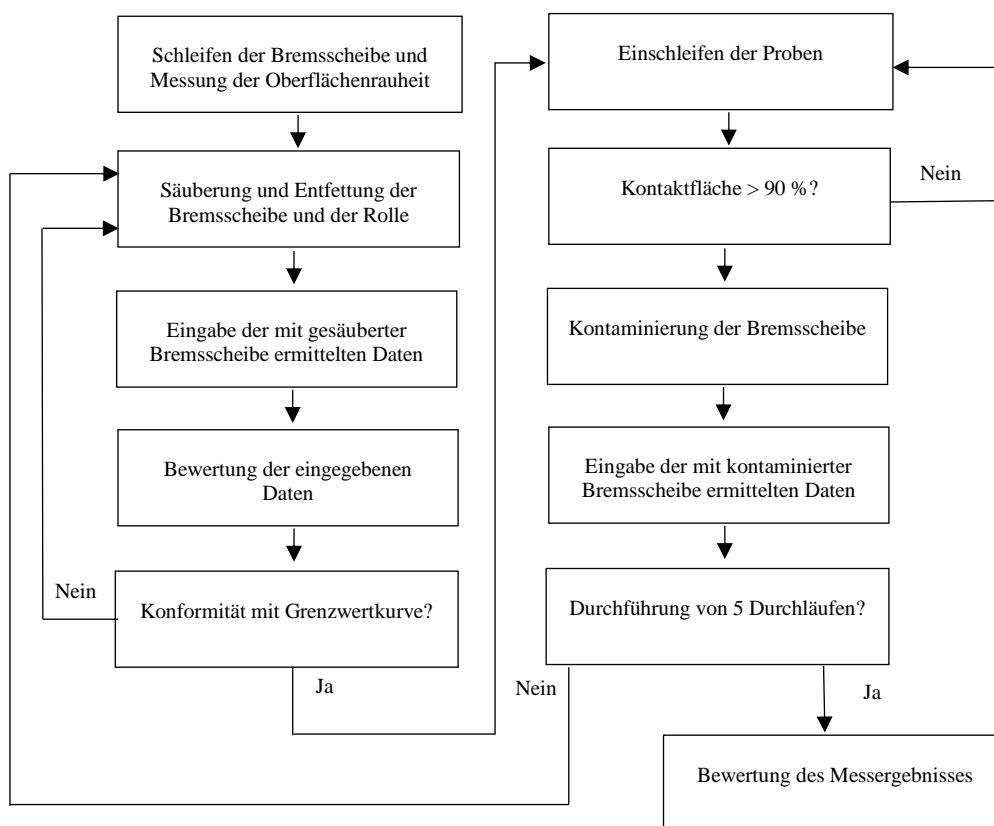 Schleifen der Bremsscheibe und
Messung der Oberflächenrauheit
Säuberung und Entfettung der
Bremsscheibe und der Rolle
Eingabe der mit gesäuberter
Bremsscheibe ermittelten Daten
Bewertung der eingegebenen
Daten
Nein
Konformität mit Grenzwertkurve?
Ja
Einschleifen der Proben
Kontaktfläche > 90 %?
Nein
Kontaminierung der Bremsscheibe
Eingabe der mit kontaminierter
Bremsscheibe ermittelten Daten
Durchführung von 5 Durchläufen?
Nein
Ja
Bewertung des Messergebnisses